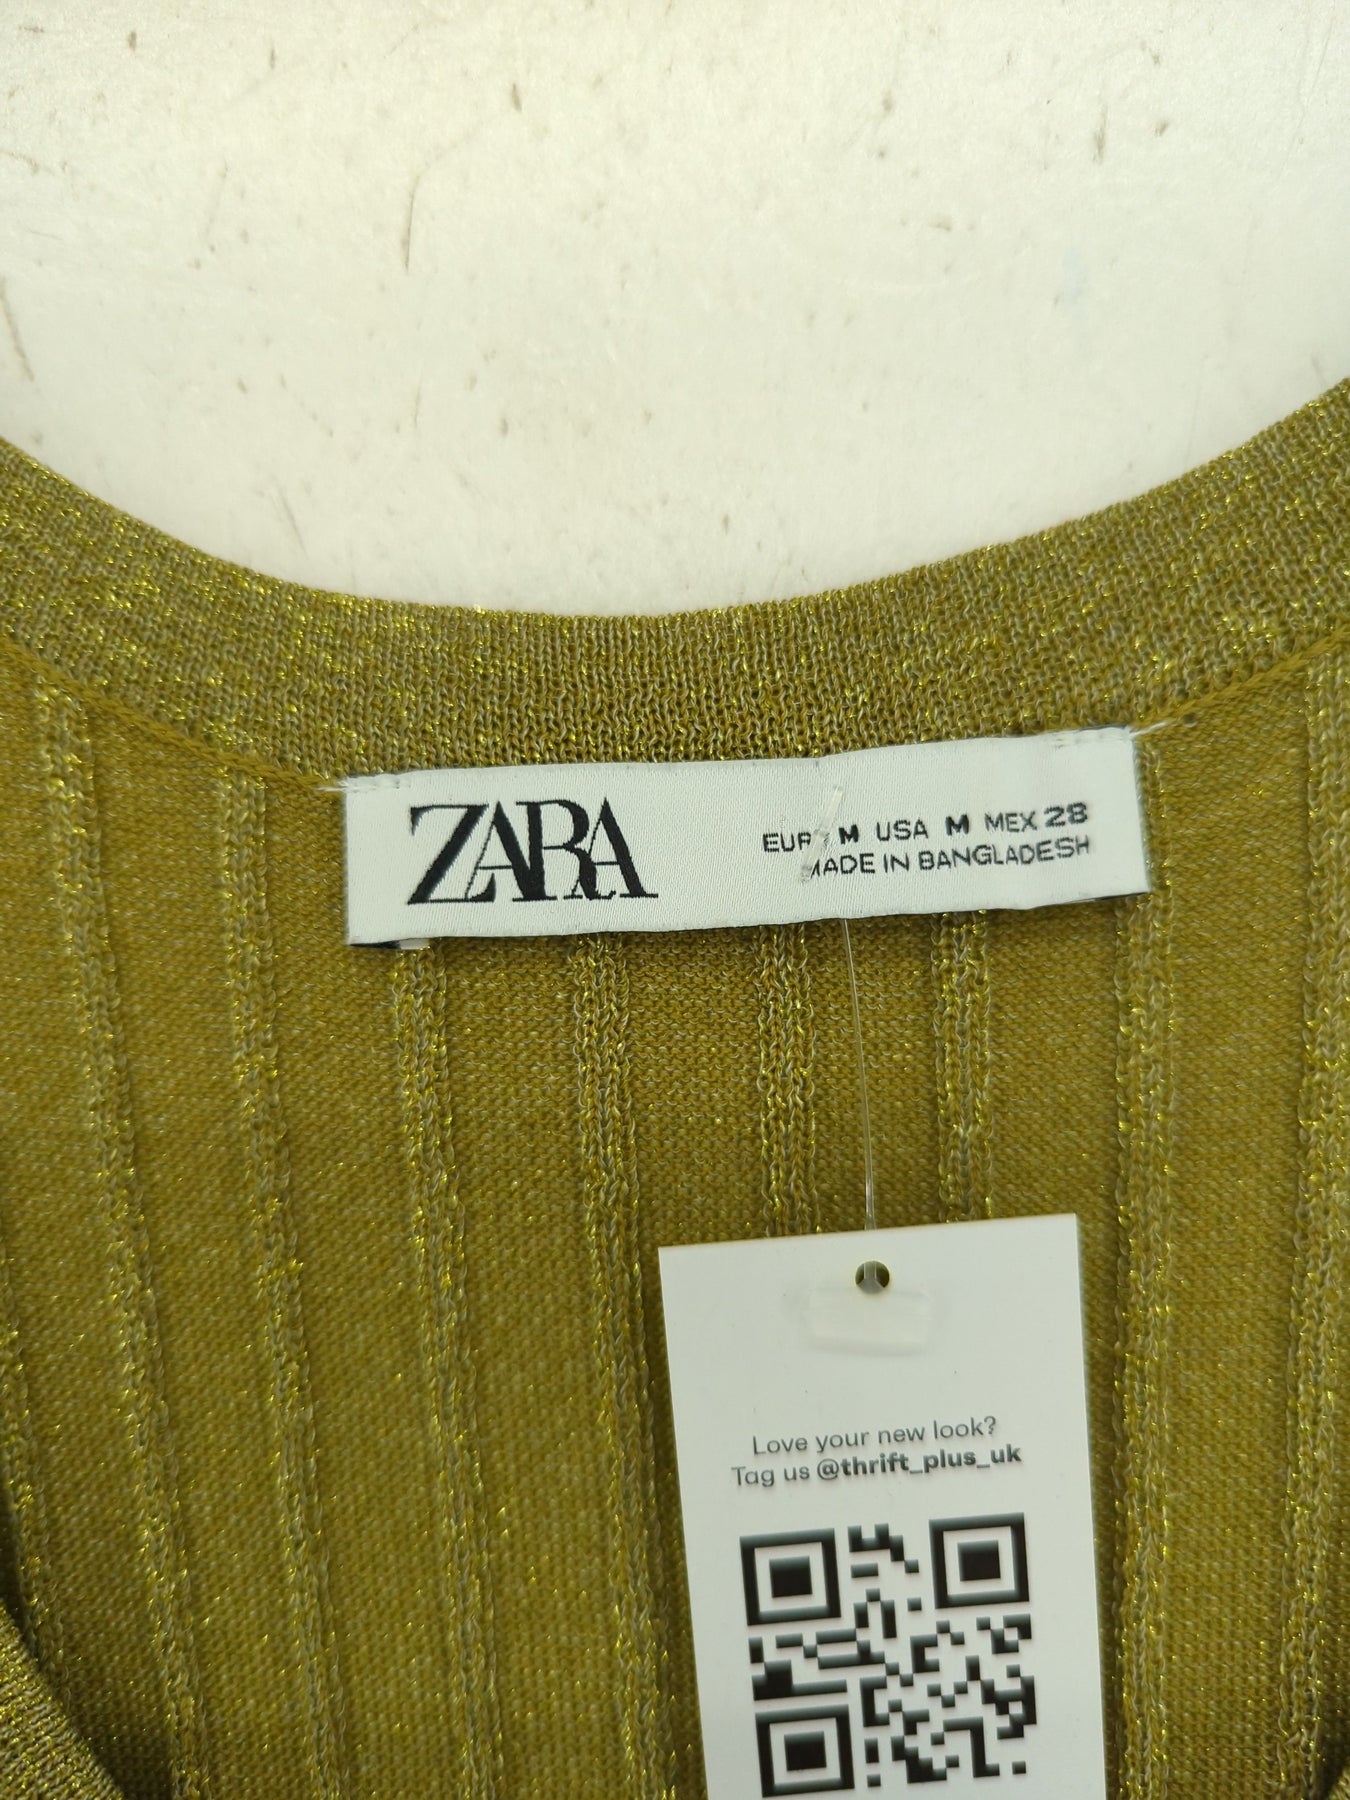 ZARA
EUR M USA M MEX 28
MADE IN BANGLADESH
Love your new look?
Tag us @thrift_plus_uk